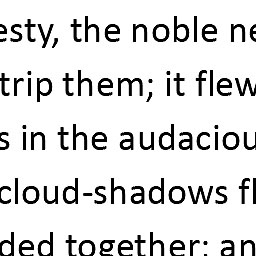 esty, the noble ne
trip them; it flew
s in the audaciou
cloud-shadows fl
ded together; an